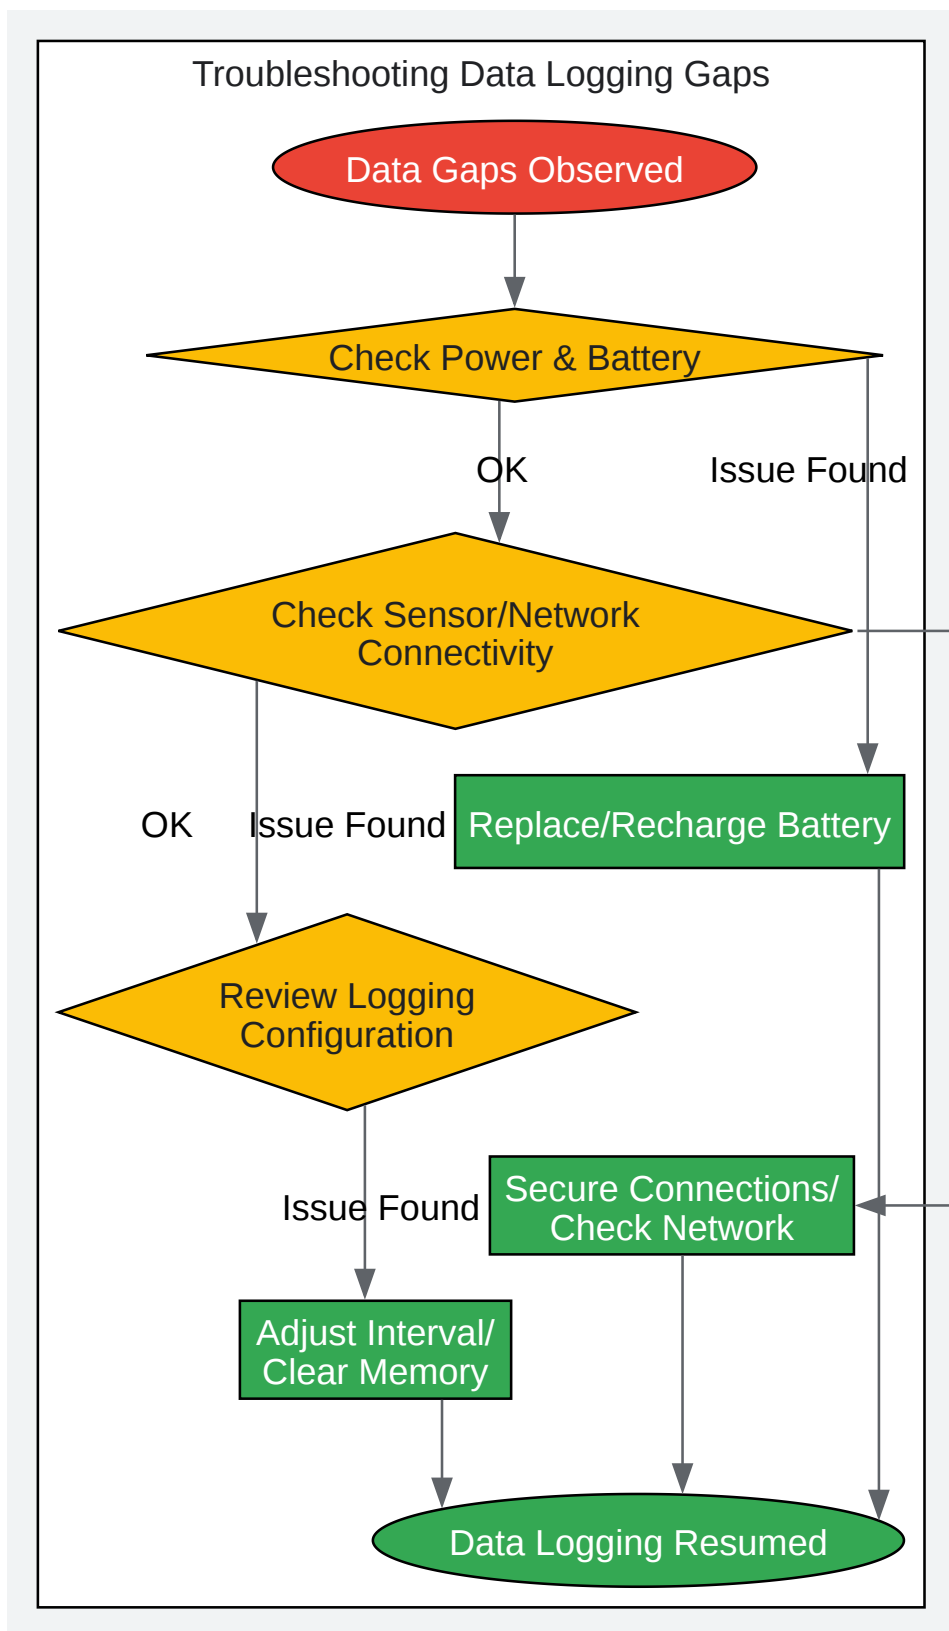 Troubleshooting Data Logging Gaps
Data Gaps Observed
Check Power & Battery
OK
Issue Found
Check Sensor/Network
Connectivity
OK
Issue Found
Replace/Recharge Battery
Review Logging
Configuration
Secure Connections/
Check Network
Issue Found
Adjust Interval/
Clear Memory
Data Logging Resumed